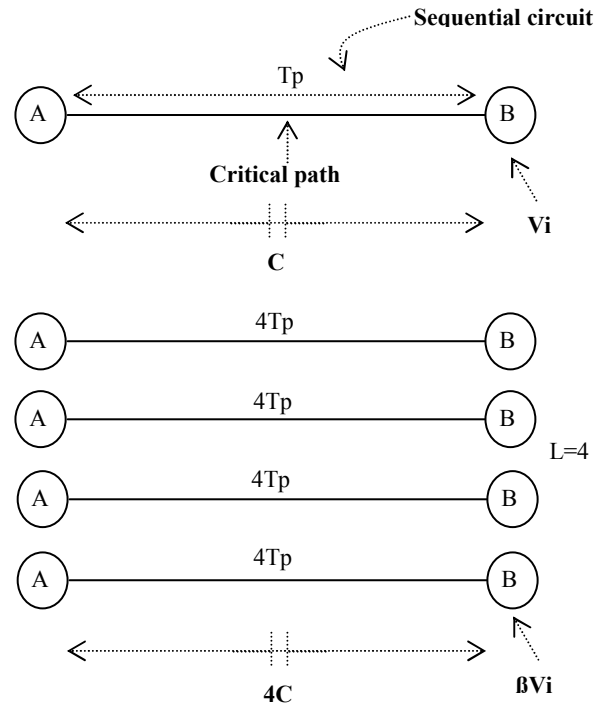 Sequential circuit
Tp
A
B
Critical path
Vi
C
A
4Tp
B
A
4Tp
B
L=4
A
4Tp
B
A
4Tp
B
4C
ßVi